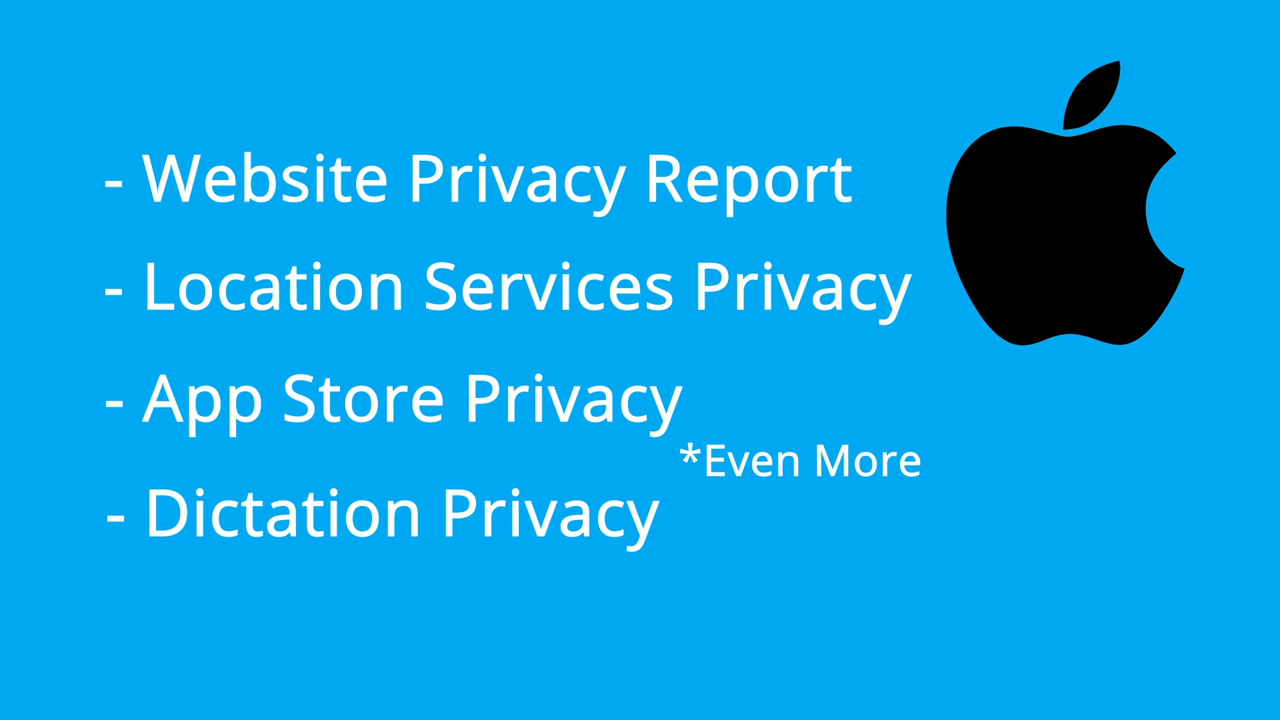 - Website Privacy Report
- Location Services Privacy
- App Store Privacy
*Even More
- Dictation Privacy